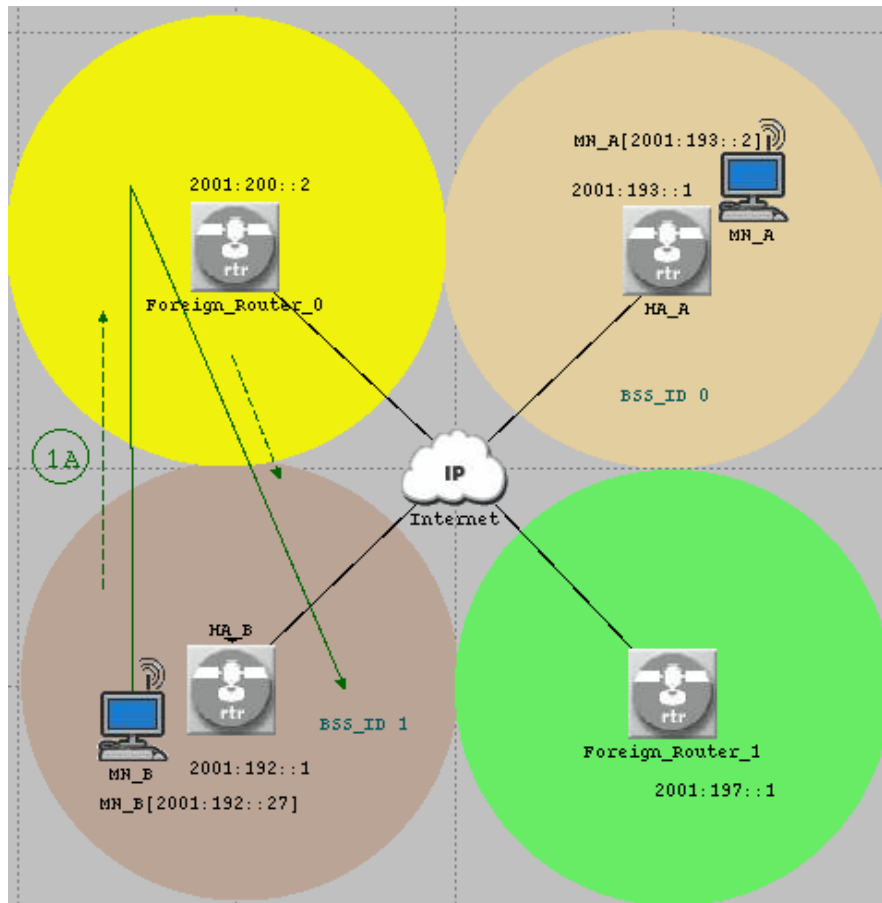 2001:200::2
rtr
Foreign_Router_0
MN_A[2001:193::2]
2001:193::1
MN_A
rtr
HA_A
BSS_ID 0
1A
IP
Internet
HA_B
rtr
BSS_ID 1
MN_B
2001:192::1
MN_B[2001:192::27]
rtr
Foreign_Router_1
2001:197::1